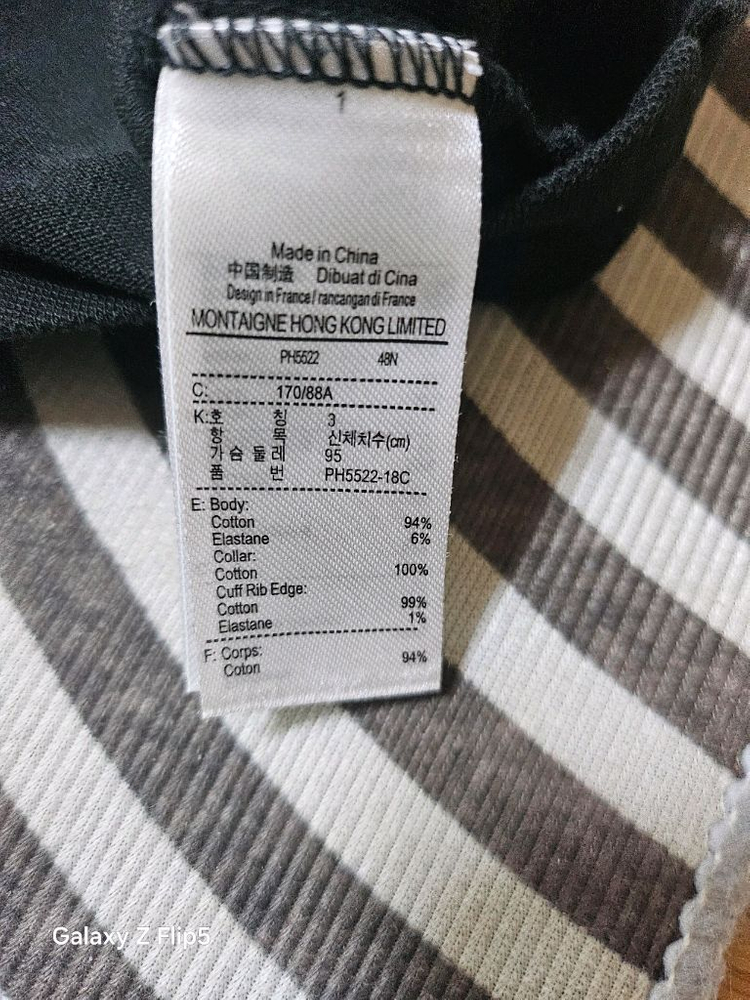 1
Made in China
中国制造 Dibuat di Cina
Design in France / rancangan di France
MONTAIGNE HONG KONG LIMITED
PH5522 48N
C: 170/88A
K:호 칭 3
항 목 신체치수(cm)
가슴둘레 95
품 번 PH5522-18C
E: Body:
Cotton 94%
Elastane 6%
Collar:
Cotton 100%
Cuff Rib Edge:
Cotton 99%
Elastane 1%
F: Corps:
Coton 94%
Galaxy Z Flip5